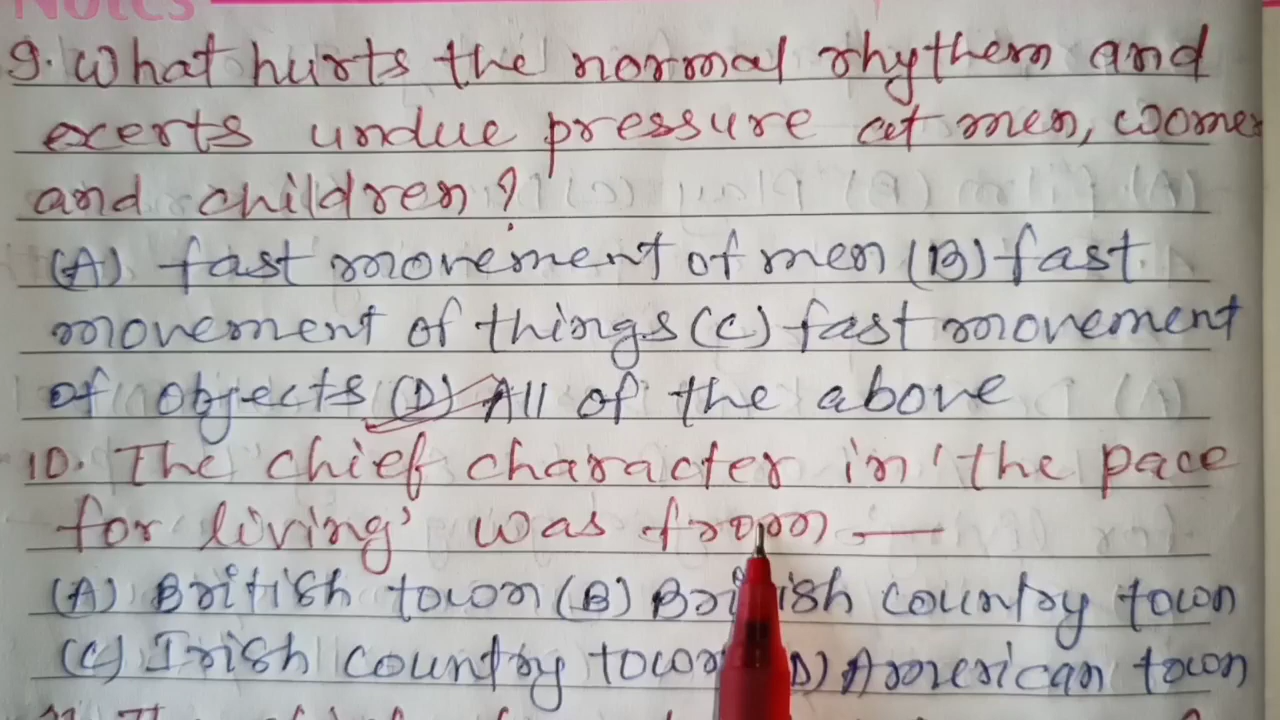 Notes
9. What hurts the normal rhythem and
exerts undue pressure at men, women
and children?
(A) fast movement of men (B) fast
movement of things (C) fast movement
of objects (D) All of the above
10. The chief character in 'the pace
for living' was from —
(A) British town (B) British country town
(C) Irish country town (D) American town